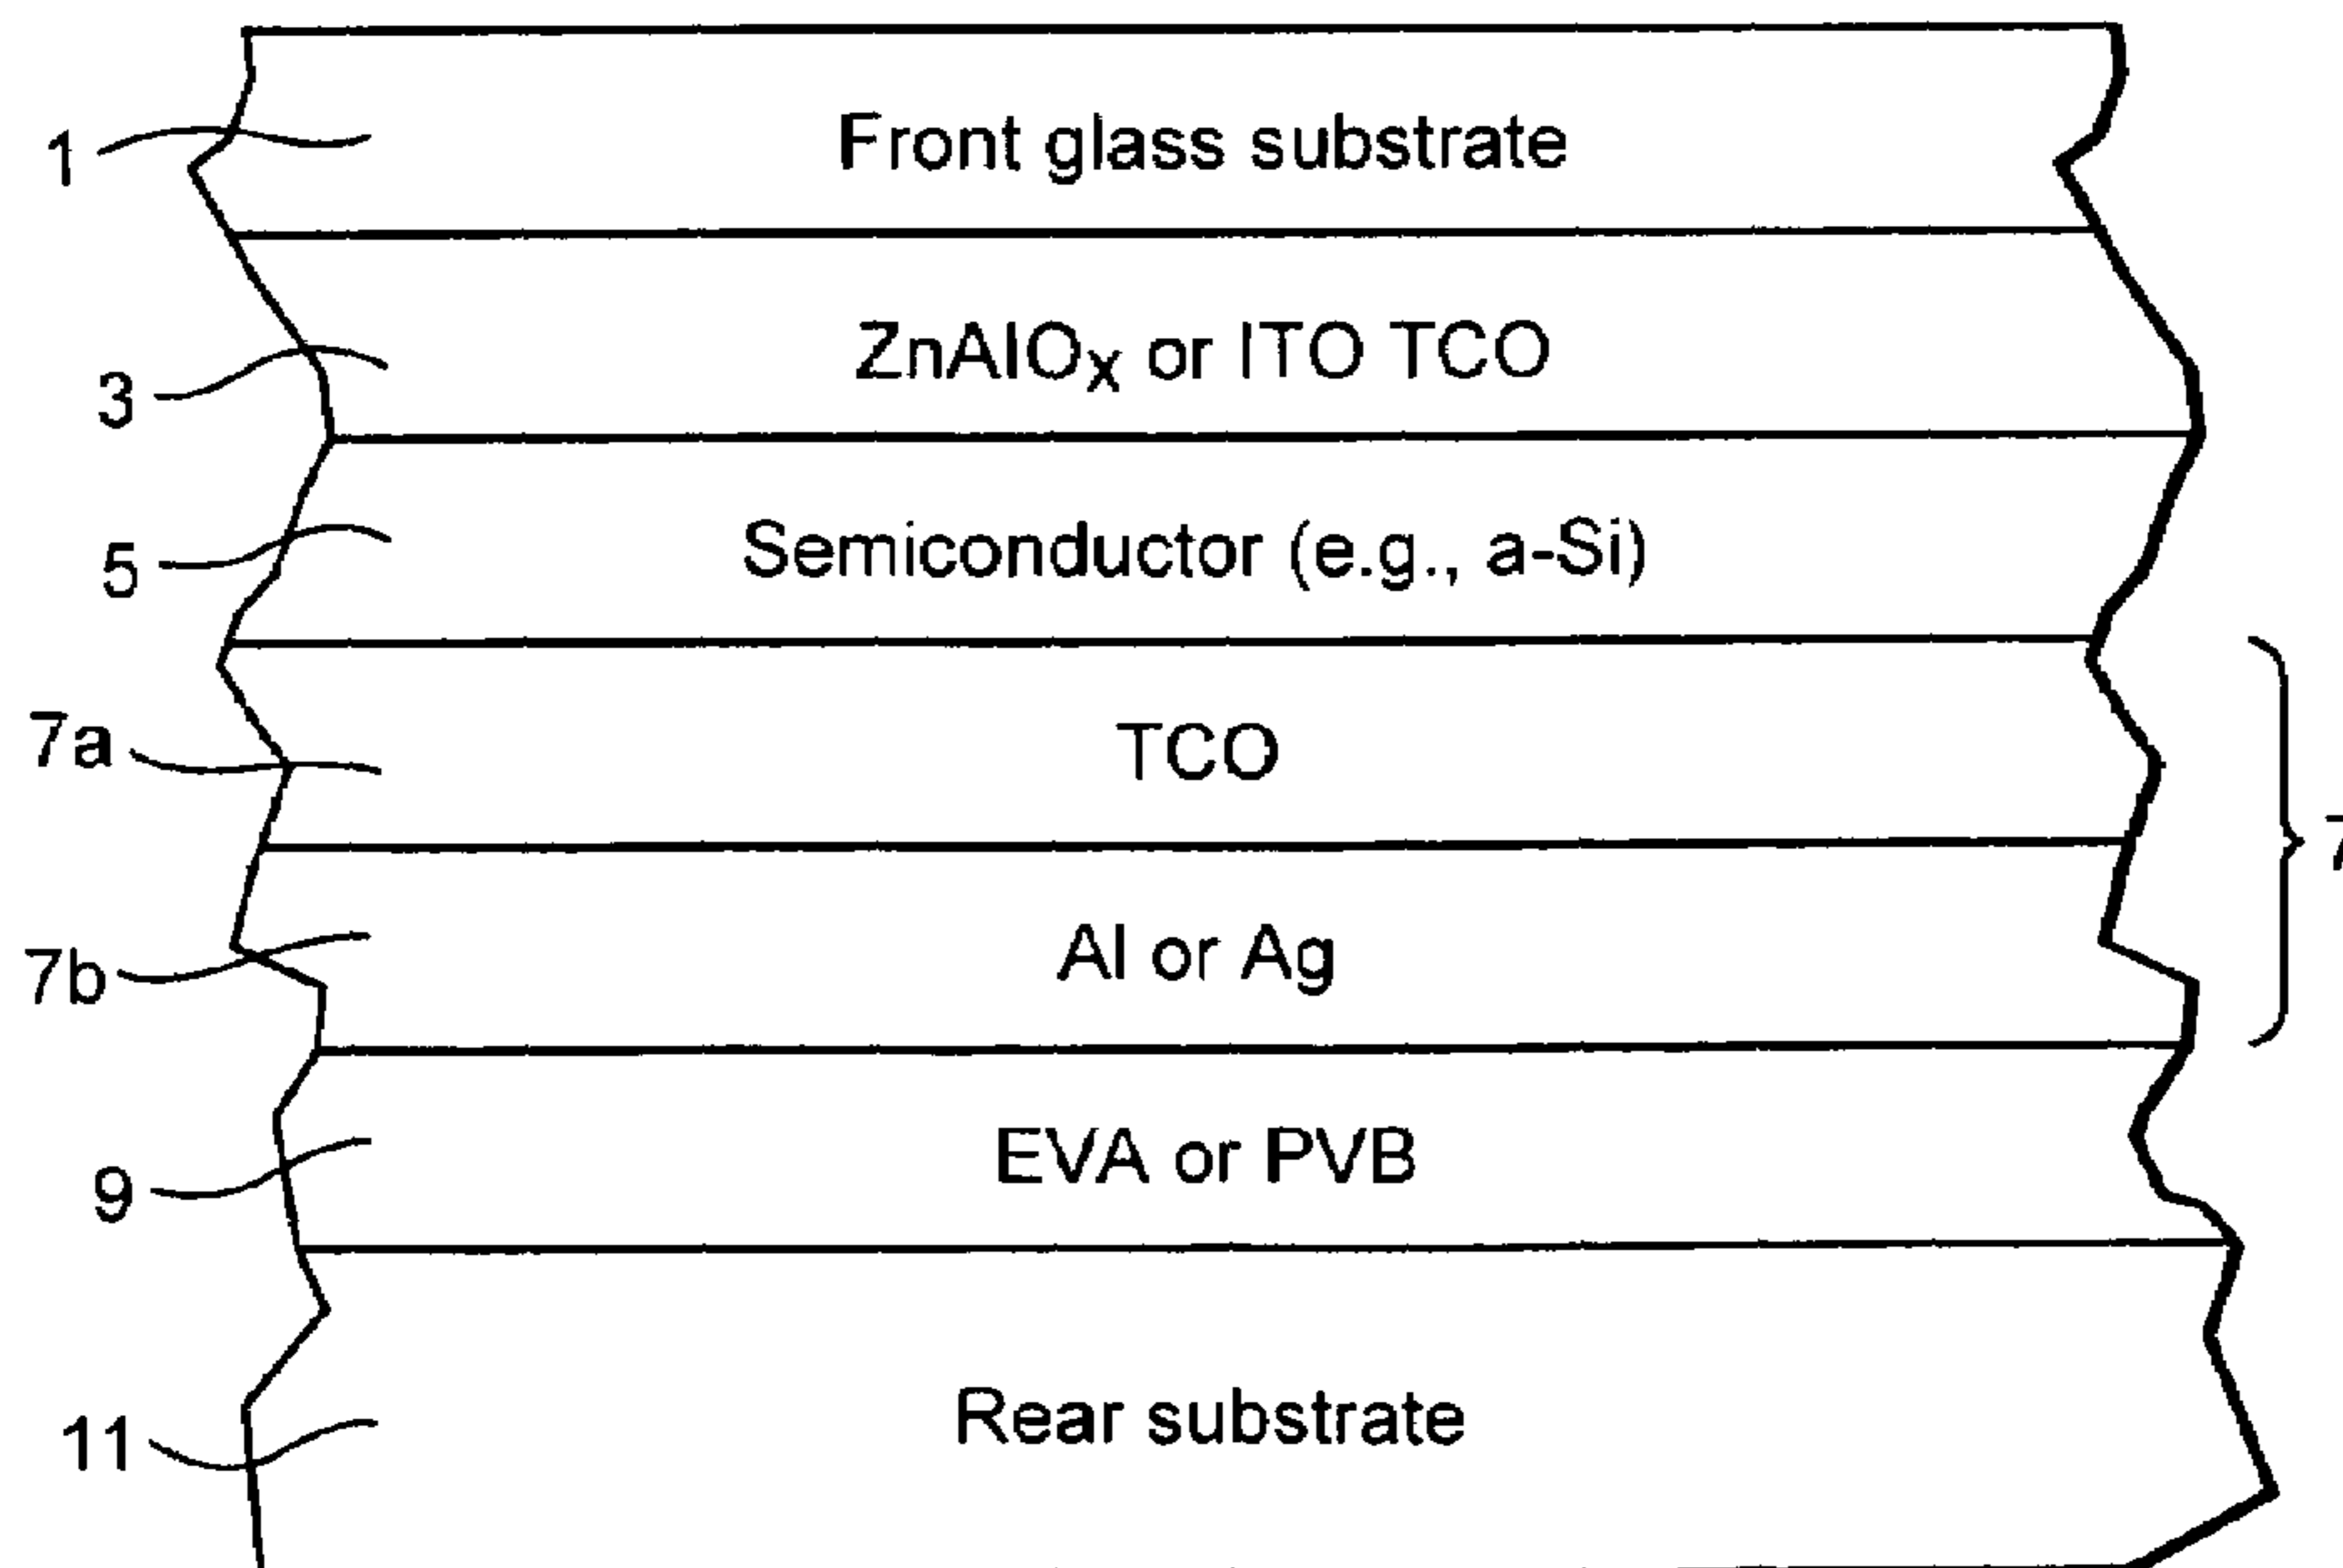 1 Front glass substrate
3 ZnAlOx or ITO TCO
5 Semiconductor (e.g., a-Si)
7a TCO
7
7b Al or Ag
9 EVA or PVB
11 Rear substrate